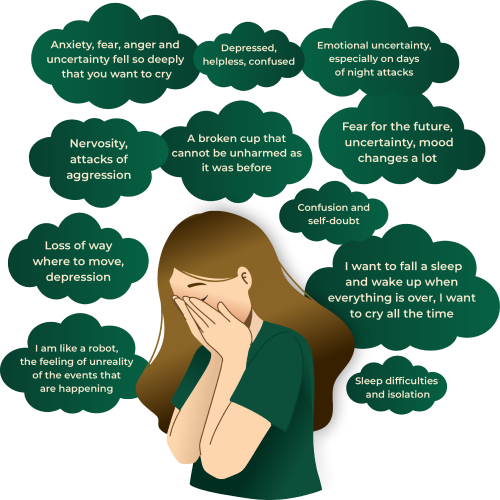 Anxiety, fear, anger and
uncertainty fell so deeply
that you want to cry
Depressed,
helpless, confused
Emotional uncertainty,
especially on days
of night attacks
Nervosity,
attacks of
aggression
A broken cup that
cannot be unharmed as
it was before
Fear for the future,
uncertainty, mood
changes a lot
Confusion and
self-doubt
Loss of way
where to move,
depression
I want to fall a sleep
and wake up when
everything is over, I want
to cry all the time
I am like a robot,
the feeling of unreality
of the events that
are happening
Sleep difficulties
and isolation